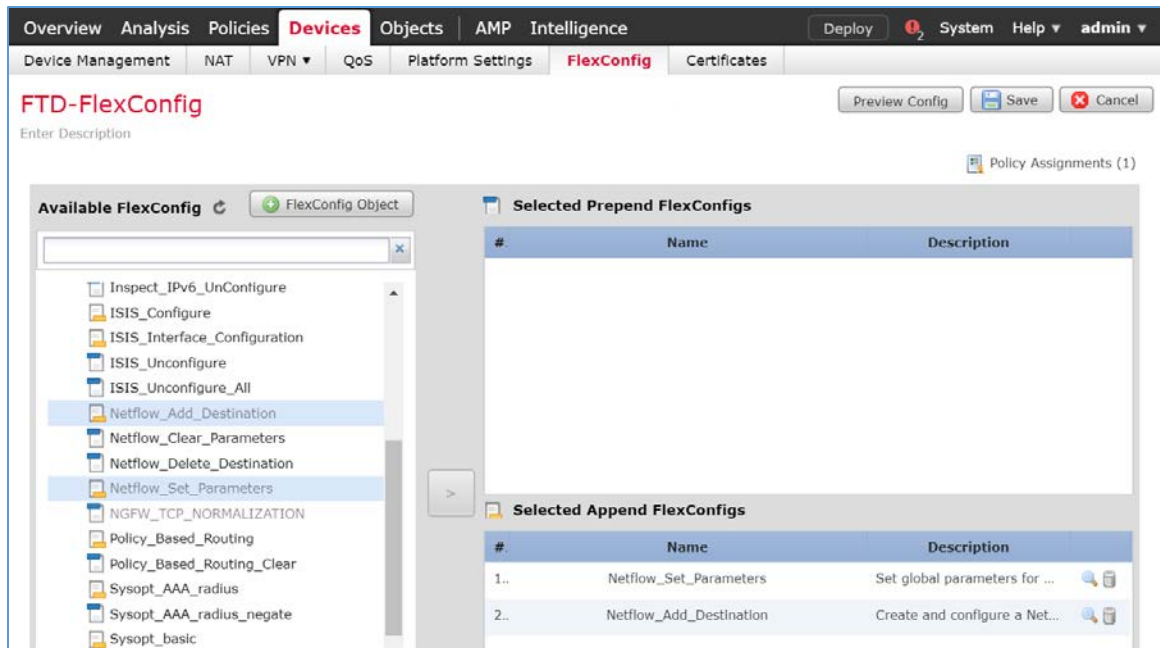 Overview Analysis Policies Devices Objects AMP Intelligence Deploy 2 System Help ▾ admin ▾
Device Management NAT VPN ▾ QoS Platform Settings FlexConfig Certificates
FTD-FlexConfig
Preview Config Save Cancel
Enter Description
Policy Assignments (1)
Available FlexConfig FlexConfig Object
Selected Prepend FlexConfigs
#. Name Description
Inspect_IPv6_UnConfigure
ISIS_Configure
ISIS_Interface_Configuration
ISIS_Unconfigure
ISIS_Unconfigure_All
Netflow_Add_Destination
Netflow_Clear_Parameters
Netflow_Delete_Destination
Netflow_Set_Parameters
NGFW_TCP_NORMALIZATION
Policy_Based_Routing
Policy_Based_Routing_Clear
Sysopt_AAA_radius
Sysopt_AAA_radius_negate
Sysopt_basic
>
Selected Append FlexConfigs
#. Name Description
1.. Netflow_Set_Parameters Set global parameters for ...
2.. Netflow_Add_Destination Create and configure a Net...